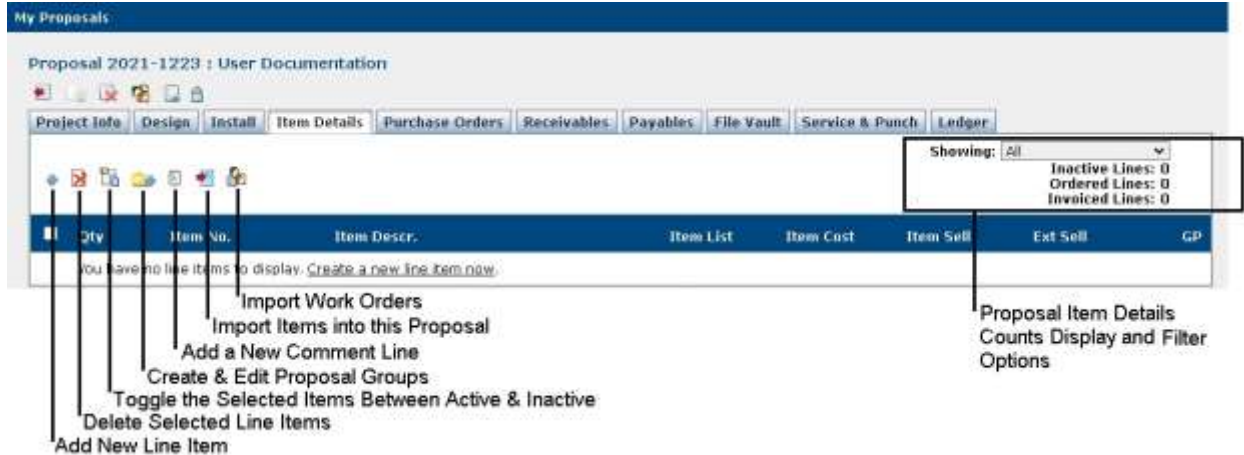 My Proposals
Proposal 2021-1223 : User Documentation
Project Info Design Install Item Details Purchase Orders Receivables Payables File Vault Service & Punch Ledger
Showing: All
Inactive Lines: 0
Ordered Lines: 0
Invoiced Lines: 0
Qty Item No. Item Descr. Item List Item Cost Item Sell Ext Sell GP
You have no line items to display. Create a new line item now.
Import Work Orders
Import Items into this Proposal
Add a New Comment Line
Create & Edit Proposal Groups
Toggle the Selected Items Between Active & Inactive
Delete Selected Line Items
Add New Line Item
Proposal Item Details
Counts Display and Filter
Options